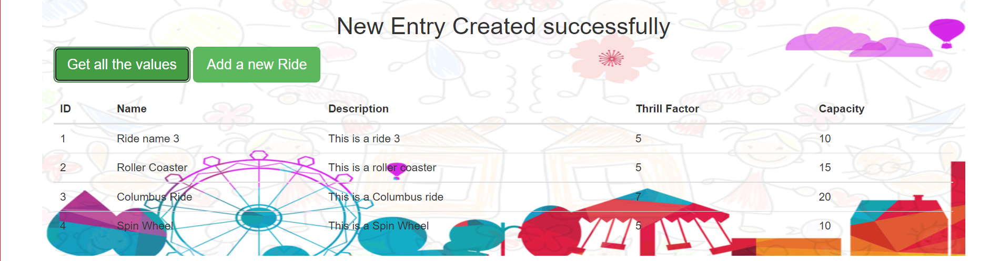 New Entry Created successfully
Get all the values Add a new Ride
ID Name Description Thrill Factor Capacity
1 Ride name 3 This is a ride 3 5 10
2 Roller Coaster This is a roller coaster 5 15
3 Columbus Ride This is a Columbus ride 7 20
4 Spin Wheel This is a Spin Wheel 5 10